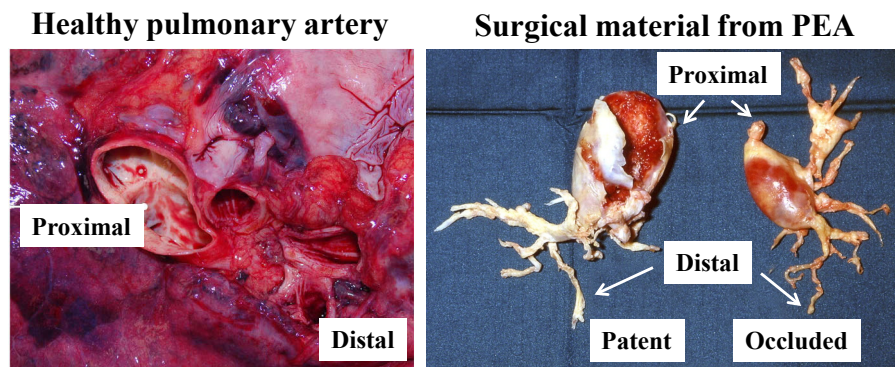 Healthy pulmonary artery
Surgical material from PEA
Proximal
Proximal
Distal
Distal
Patent
Occluded